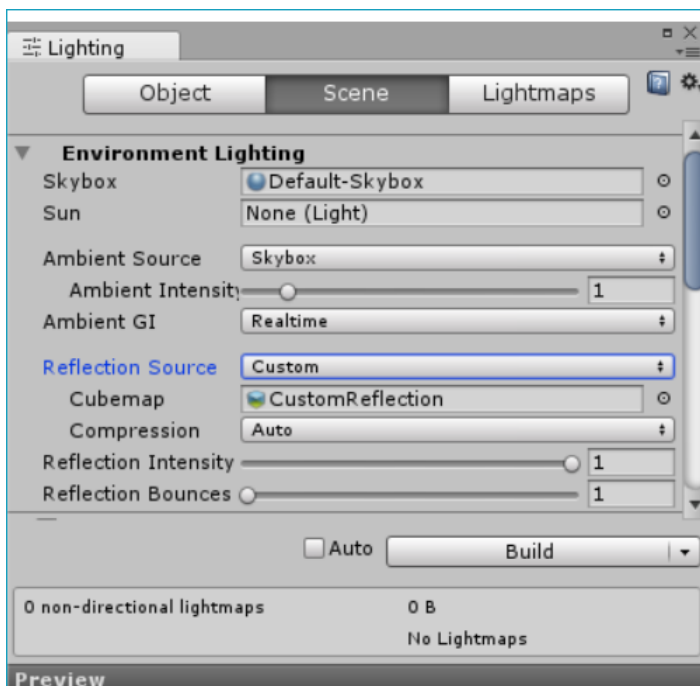 Lighting
Object Scene Lightmaps
Environment Lighting
Skybox Default-Skybox
Sun None (Light)
Ambient Source Skybox
Ambient Intensity 1
Ambient GI Realtime
Reflection Source Custom
Cubemap CustomReflection
Compression Auto
Reflection Intensity 1
Reflection Bounces 1
Auto Build
0 non-directional lightmaps 0 B
No Lightmaps
Preview